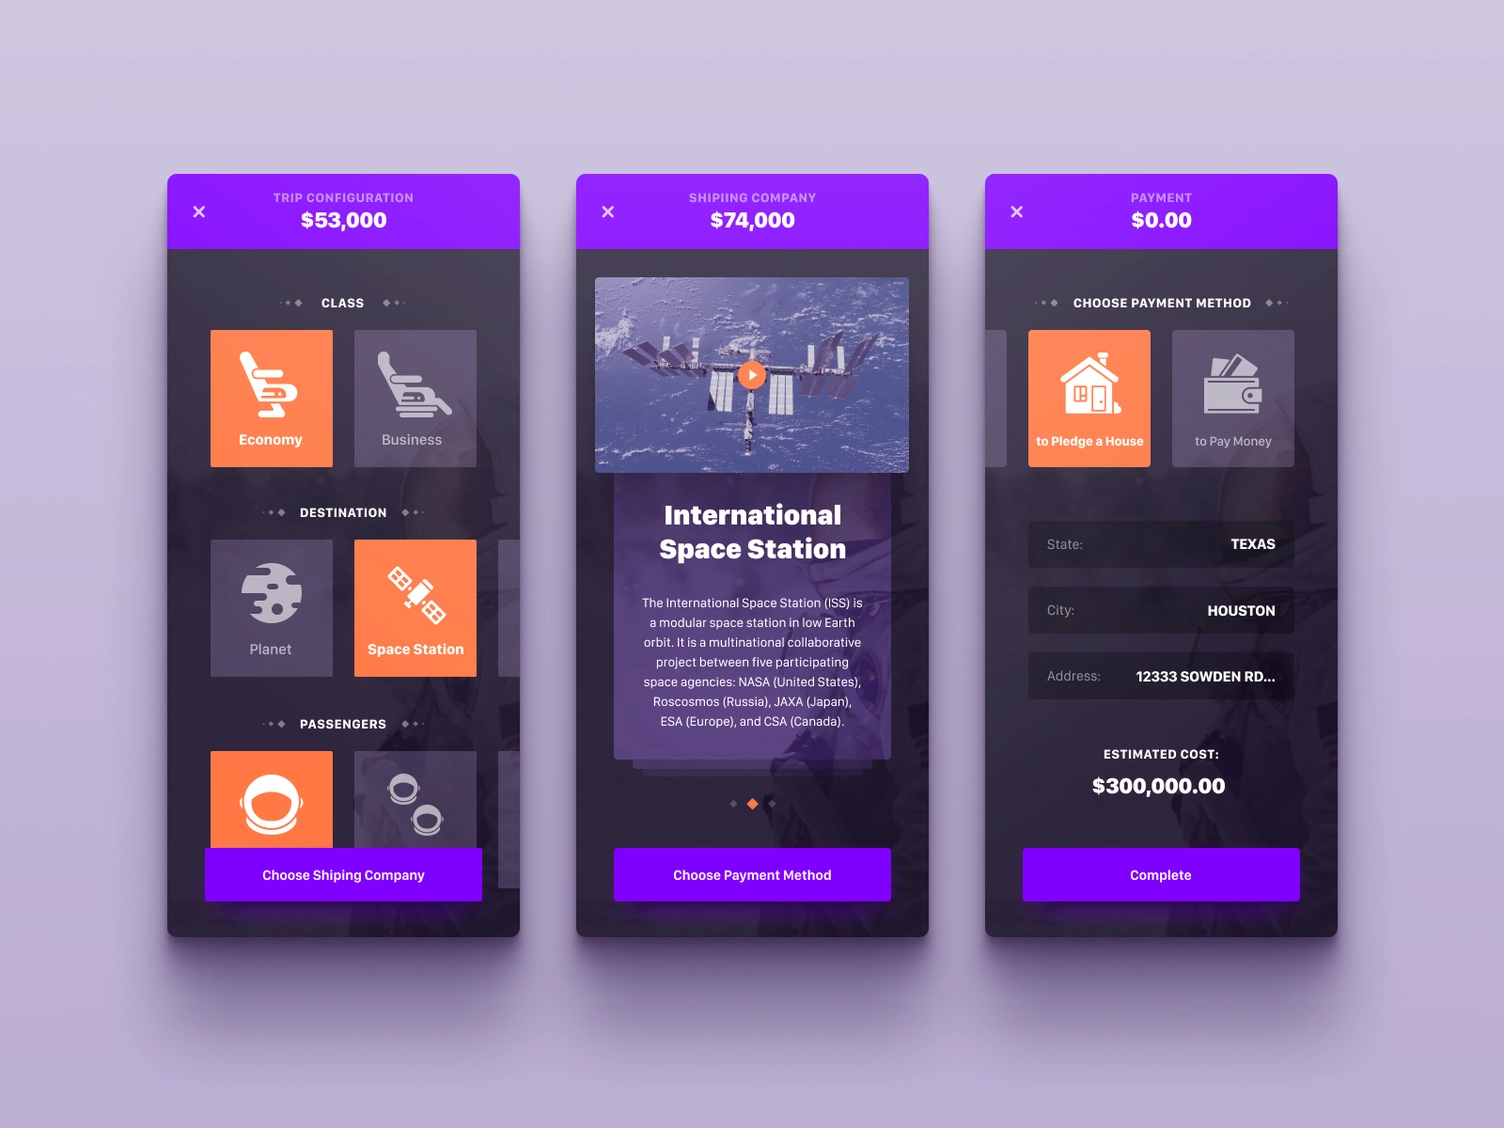 TRIP CONFIGURATION
$53,000
CLASS
Economy
Business
DESTINATION
Planet
Space Station
PASSENGERS
Choose Shiping Company
SHIPIING COMPANY
$74,000
International
Space Station
The International Space Station (ISS) is
a modular space station in low Earth
orbit. It is a multinational collaborative
project between five participating
space agencies: NASA (United States),
Roscosmos (Russia), JAXA (Japan),
ESA (Europe), and CSA (Canada).
Choose Payment Method
PAYMENT
$0.00
CHOOSE PAYMENT METHOD
to Pledge a House
to Pay Money
State: TEXAS
City: HOUSTON
Address: 12333 SOWDEN RD...
ESTIMATED COST:
$300,000.00
Complete